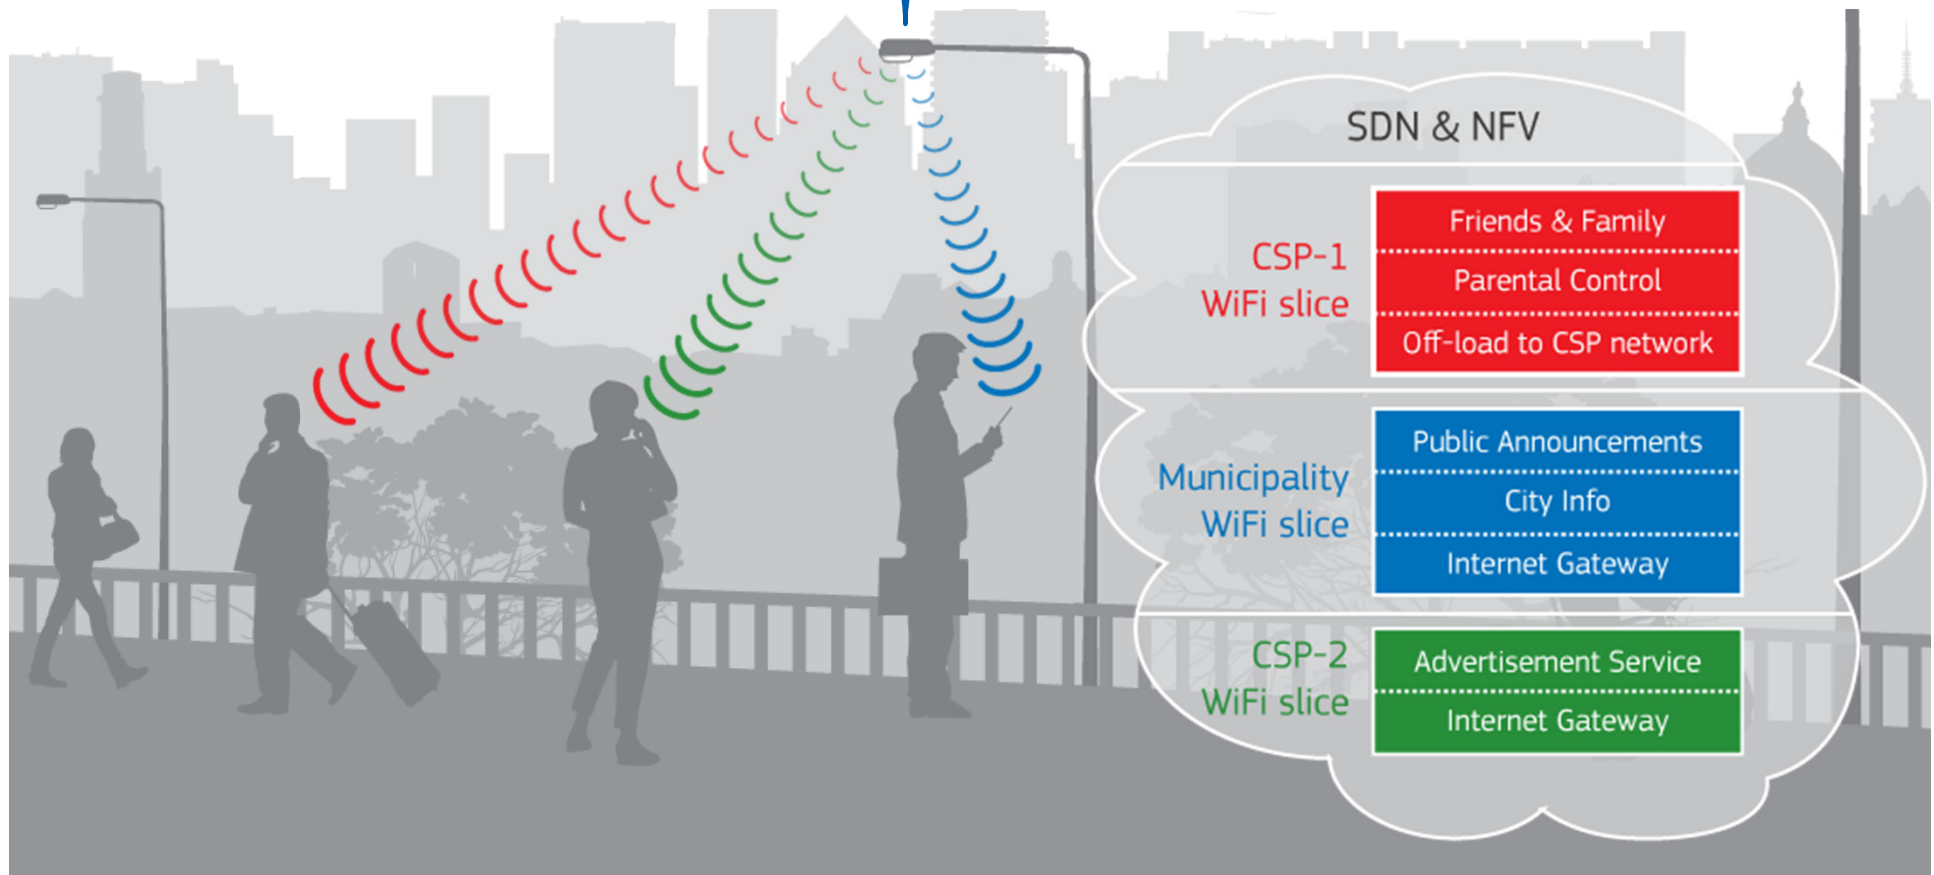 SDN & NFV
CSP-1
WiFi slice
Friends & Family
Parental Control
Off-load to CSP network
Municipality
WiFi slice
Public Announcements
City Info
Internet Gateway
CSP-2
WiFi slice
Advertisement Service
Internet Gateway